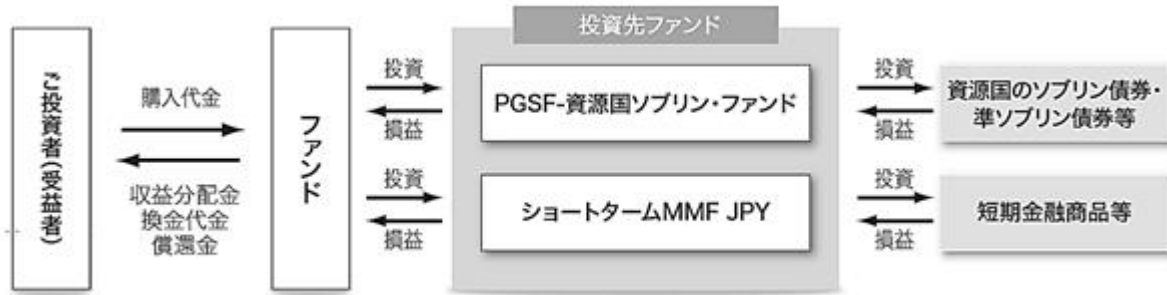 投資先ファンド
ご投資者(受益者)
購入代金
収益分配金
換金代金
償還金
ファンド
投資
損益
PGSF-資源国ソブリン・ファンド
投資
損益
資源国のソブリン債券・
準ソブリン債券等
投資
損益
ショートタームMMF JPY
投資
損益
短期金融商品等